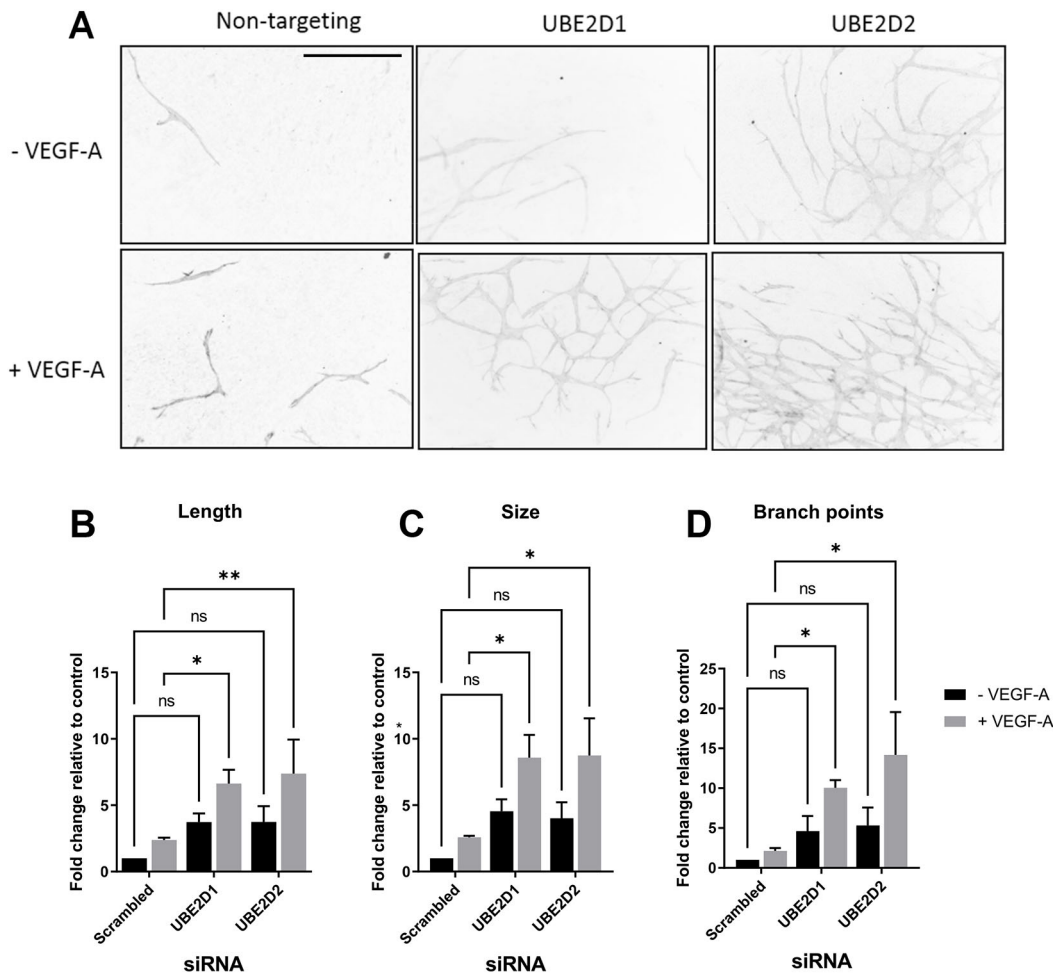 A
Non-targeting UBE2D1 UBE2D2
- VEGF-A
+ VEGF-A
B Length
**
ns
*
ns
Fold change relative to control
15
10
5
0
Scrambled UBE2D1 UBE2D2
siRNA
C Size
*
ns
*
ns
Fold change relative to control
*
15
10
5
0
Scrambled UBE2D1 UBE2D2
siRNA
D Branch points
*
ns
*
ns
Fold change relative to control
25
20
15
10
5
0
Scrambled UBE2D1 UBE2D2
siRNA
- VEGF-A
+ VEGF-A